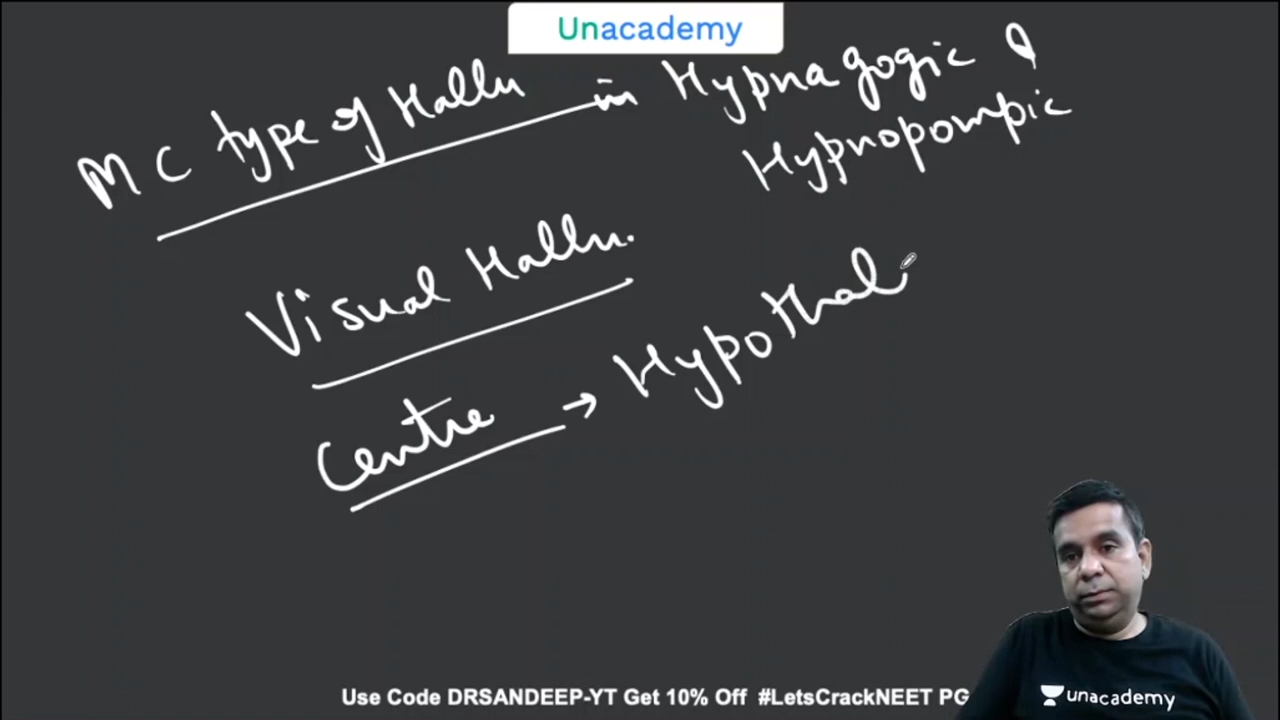 Unacademy
MC type of Hallu in Hypnagogic &
Hypnopompic
Visual Hallu.
Centre → Hypothal
unacademy
Use Code DRSANDEEP-YT Get 10% Off #LetsCrackNEET PG